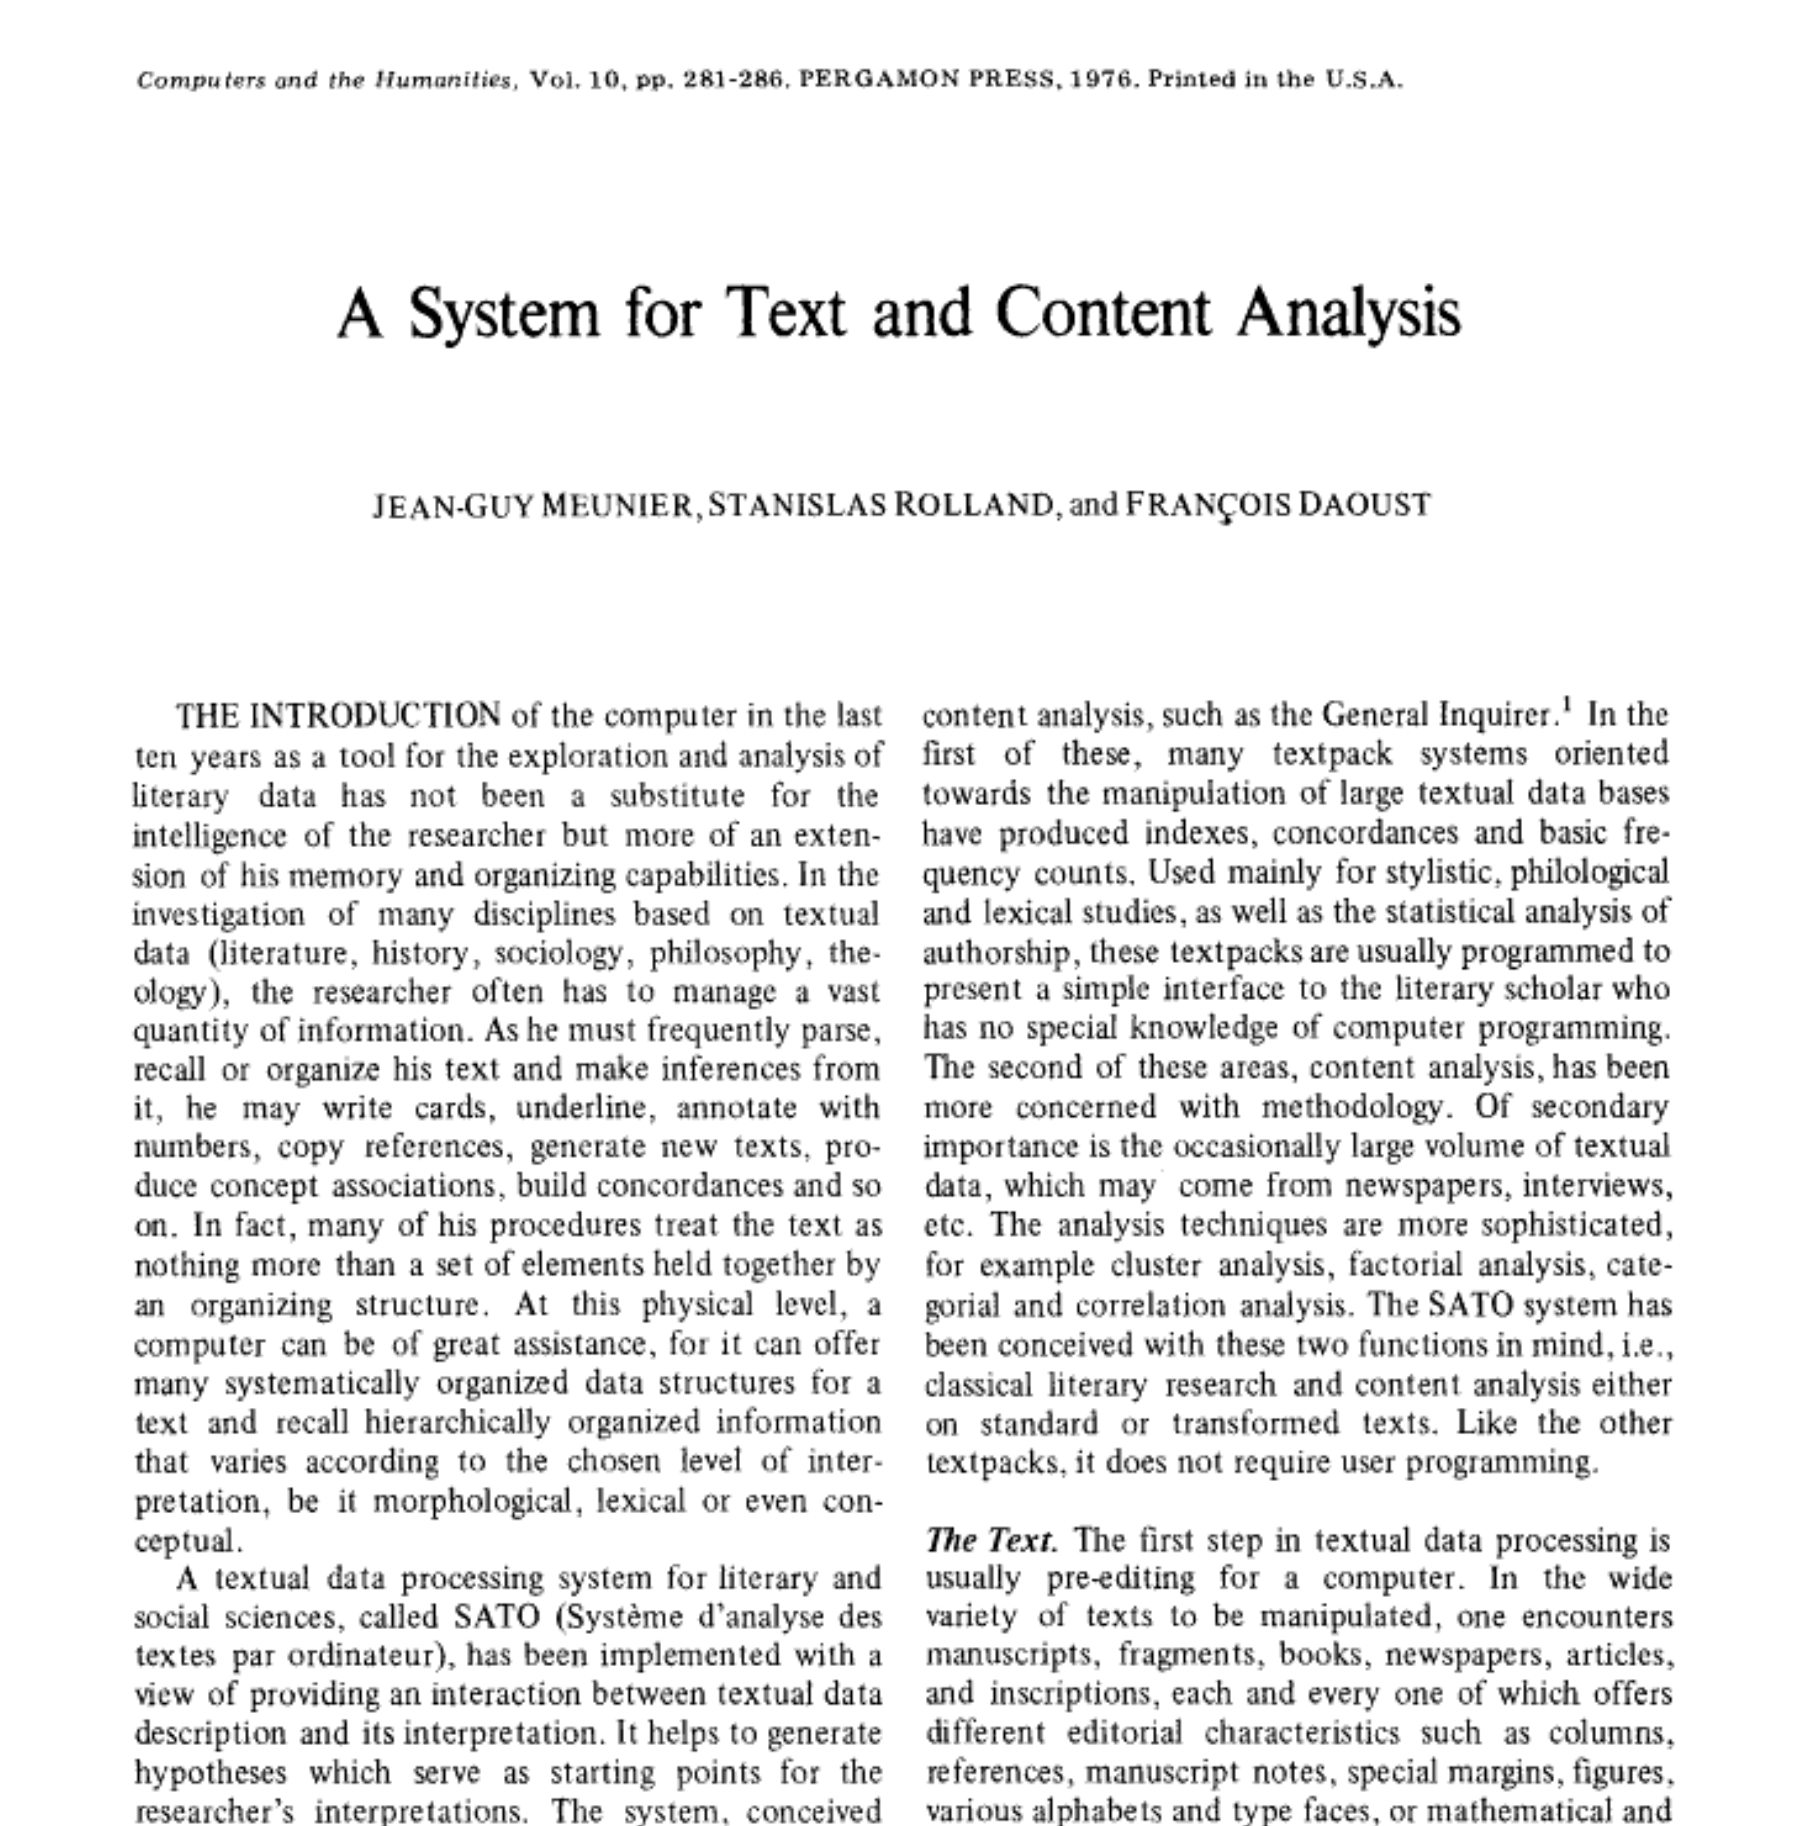 Computers and the Humanities, Vol. 10, pp. 281-286. PERGAMON PRESS, 1976. Printed in the U.S.A.
A System for Text and Content Analysis
JEAN-GUY MEUNIER, STANISLAS ROLLAND, and FRANÇOIS DAOUST
THE INTRODUCTION of the computer in the last
ten years as a tool for the exploration and analysis of
literary data has not been a substitute for the
intelligence of the researcher but more of an exten-
sion of his memory and organizing capabilities. In the
investigation of many disciplines based on textual
data (literature, history, sociology, philosophy, the-
ology), the researcher often has to manage a vast
quantity of information. As he must frequently parse,
recall or organize his text and make inferences from
it, he may write cards, underline, annotate with
numbers, copy references, generate new texts, pro-
duce concept associations, build concordances and so
on. In fact, many of his procedures treat the text as
nothing more than a set of elements held together by
an organizing structure. At this physical level, a
computer can be of great assistance, for it can offer
many systematically organized data structures for a
text and recall hierarchically organized information
that varies according to the chosen level of inter-
pretation, be it morphological, lexical or even con-
ceptual.
A textual data processing system for literary and
social sciences, called SATO (Système d'analyse des
textes par ordinateur), has been implemented with a
view of providing an interaction between textual data
description and its interpretation. It helps to generate
hypotheses which serve as starting points for the
researcher's interpretations. The system, conceived
content analysis, such as the General Inquirer.¹ In the
first of these, many textpack systems oriented
towards the manipulation of large textual data bases
have produced indexes, concordances and basic fre-
quency counts. Used mainly for stylistic, philological
and lexical studies, as well as the statistical analysis of
authorship, these textpacks are usually programmed to
present a simple interface to the literary scholar who
has no special knowledge of computer programming.
The second of these areas, content analysis, has been
more concerned with methodology. Of secondary
importance is the occasionally large volume of textual
data, which may come from newspapers, interviews,
etc. The analysis techniques are more sophisticated,
for example cluster analysis, factorial analysis, cate-
gorial and correlation analysis. The SATO system has
been conceived with these two functions in mind, i.e.,
classical literary research and content analysis either
on standard or transformed texts. Like the other
textpacks, it does not require user programming.
The Text. The first step in textual data processing is
usually pre-editing for a computer. In the wide
variety of texts to be manipulated, one encounters
manuscripts, fragments, books, newspapers, articles,
and inscriptions, each and every one of which offers
different editorial characteristics such as columns,
references, manuscript notes, special margins, figures,
various alphabets and type faces, or mathematical and